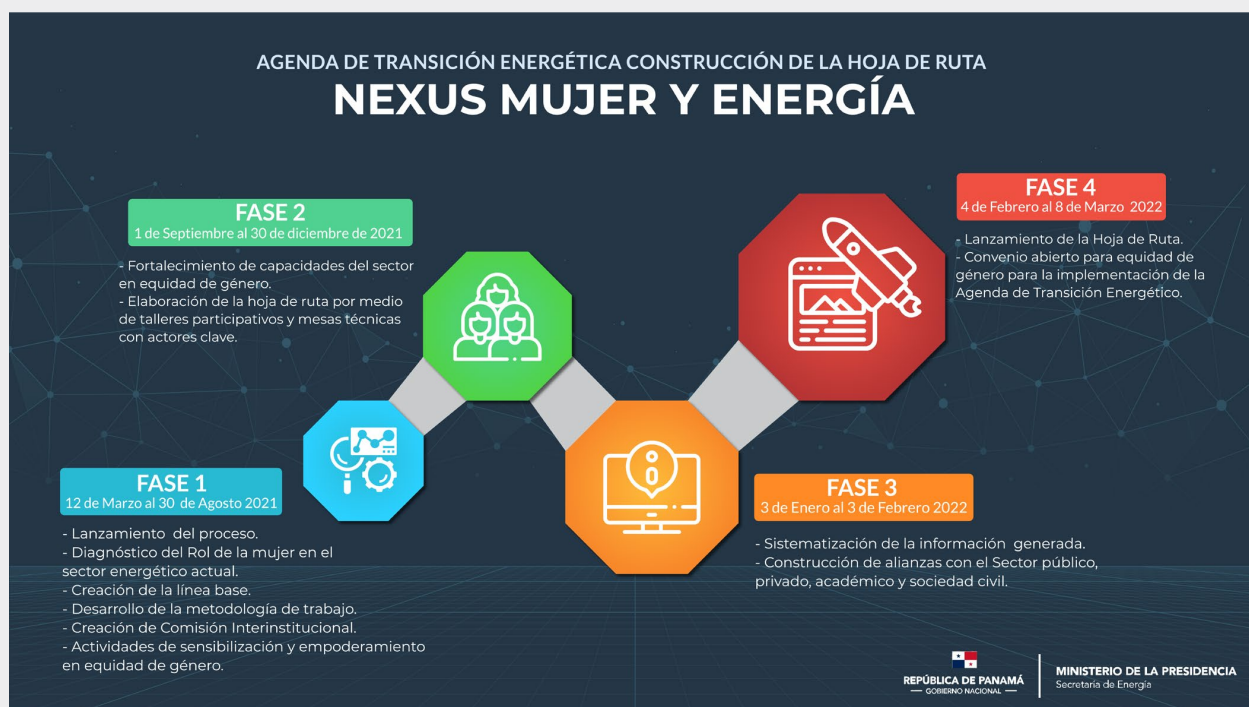 AGENDA DE TRANSICIÓN ENERGÉTICA CONSTRUCCIÓN DE LA HOJA DE RUTA
NEXUS MUJER Y ENERGÍA
FASE 1
12 de Marzo al 30 de Agosto 2021
- Lanzamiento del proceso.
- Diagnóstico del Rol de la mujer en el
sector energético actual.
- Creación de la línea base.
- Desarrollo de la metodología de trabajo.
- Creación de Comisión Interinstitucional.
- Actividades de sensibilización y empoderamiento
en equidad de género.
FASE 2
1 de Septiembre al 30 de diciembre de 2021
- Fortalecimiento de capacidades del sector
en equidad de género.
- Elaboración de la hoja de ruta por medio
de talleres participativos y mesas técnicas
con actores clave.
FASE 3
3 de Enero al 3 de Febrero 2022
- Sistematización de la información generada.
- Construcción de alianzas con el Sector público,
privado, académico y sociedad civil.
FASE 4
4 de Febrero al 8 de Marzo 2022
- Lanzamiento de la Hoja de Ruta.
- Convenio abierto para equidad de
género para la implementación de la
Agenda de Transición Energético.
REPÚBLICA DE PANAMÁ
— GOBIERNO NACIONAL —
MINISTERIO DE LA PRESIDENCIA
Secretaría de Energía